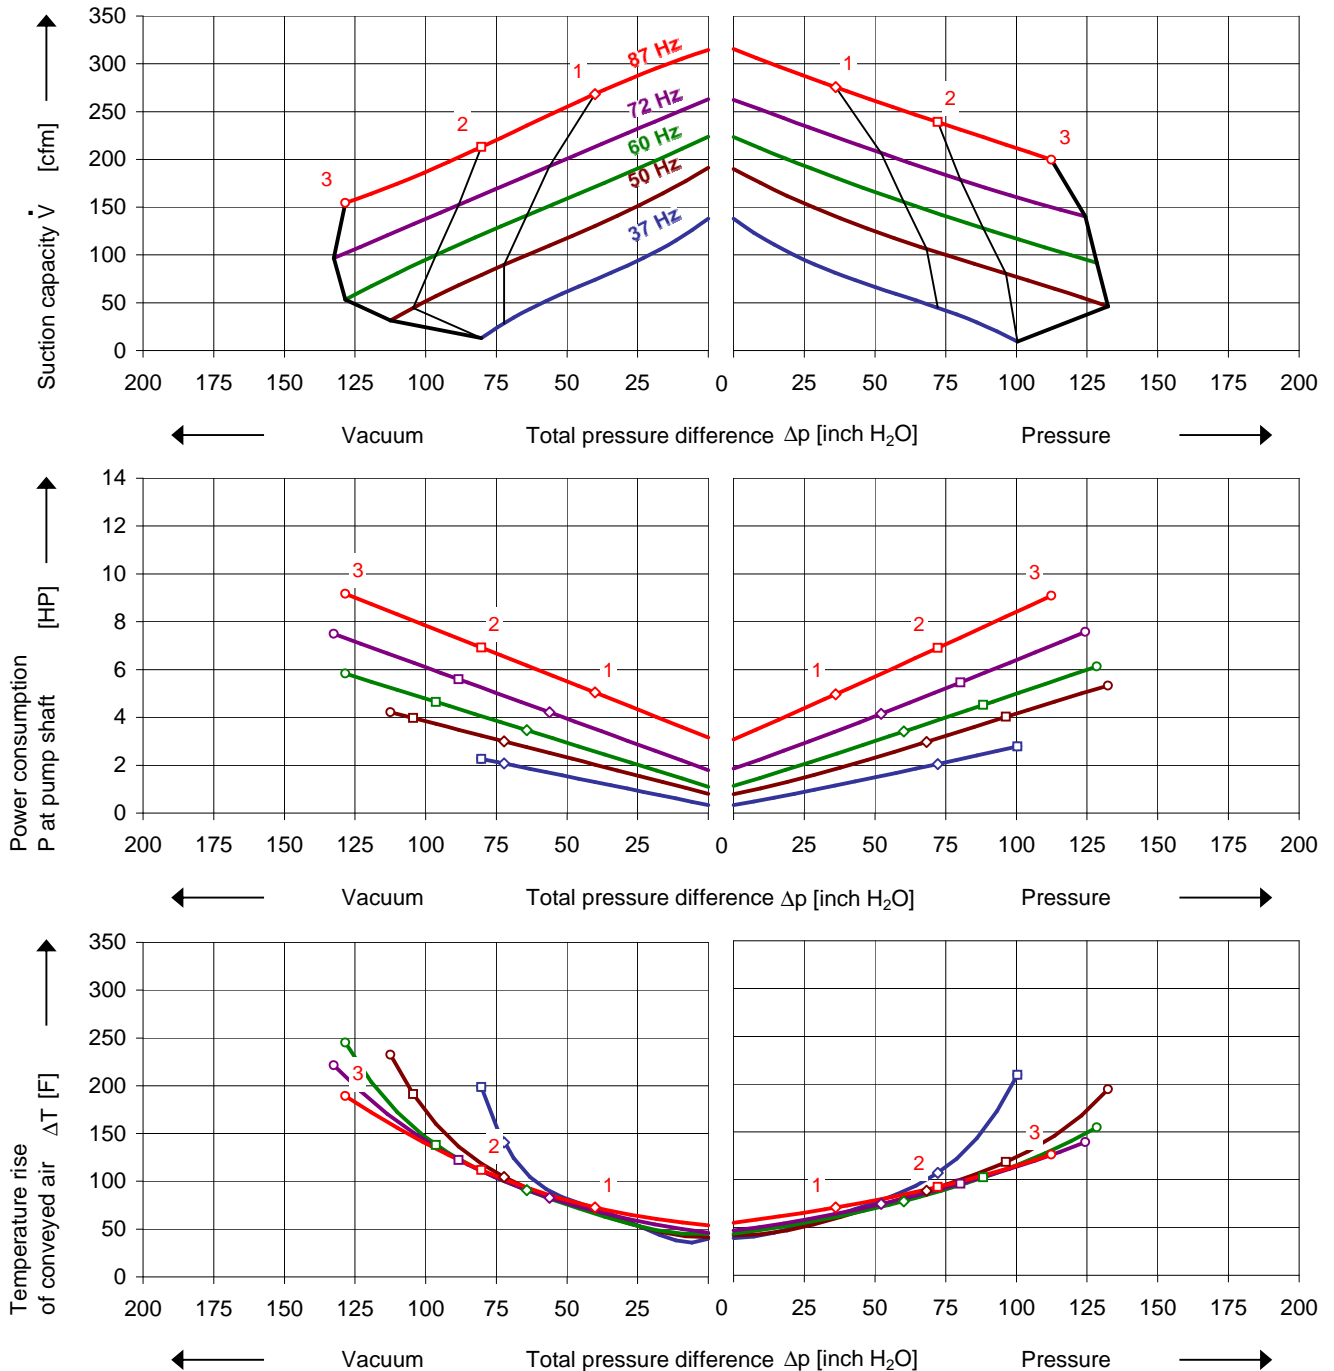 350
300
250
200
150
100
50
0
Suction capacity V̇ [cfm]
87 Hz
72 Hz
60 Hz
50 Hz
37 Hz
1
2
3
1
2
3
200 175 150 125 100 75 50 25 0 25 50 75 100 125 150 175 200
Vacuum Total pressure difference Δp [inch H₂O] Pressure
14
12
10
8
6
4
2
0
Power consumption
P at pump shaft [HP]
3
2
1
1
2
3
200 175 150 125 100 75 50 25 0 25 50 75 100 125 150 175 200
Vacuum Total pressure difference Δp [inch H₂O] Pressure
350
300
250
200
150
100
50
0
Temperature rise
of conveyed air ΔT [F]
3
2
1
1
2
3
200 175 150 125 100 75 50 25 0 25 50 75 100 125 150 175 200
Vacuum Total pressure difference Δp [inch H₂O] Pressure